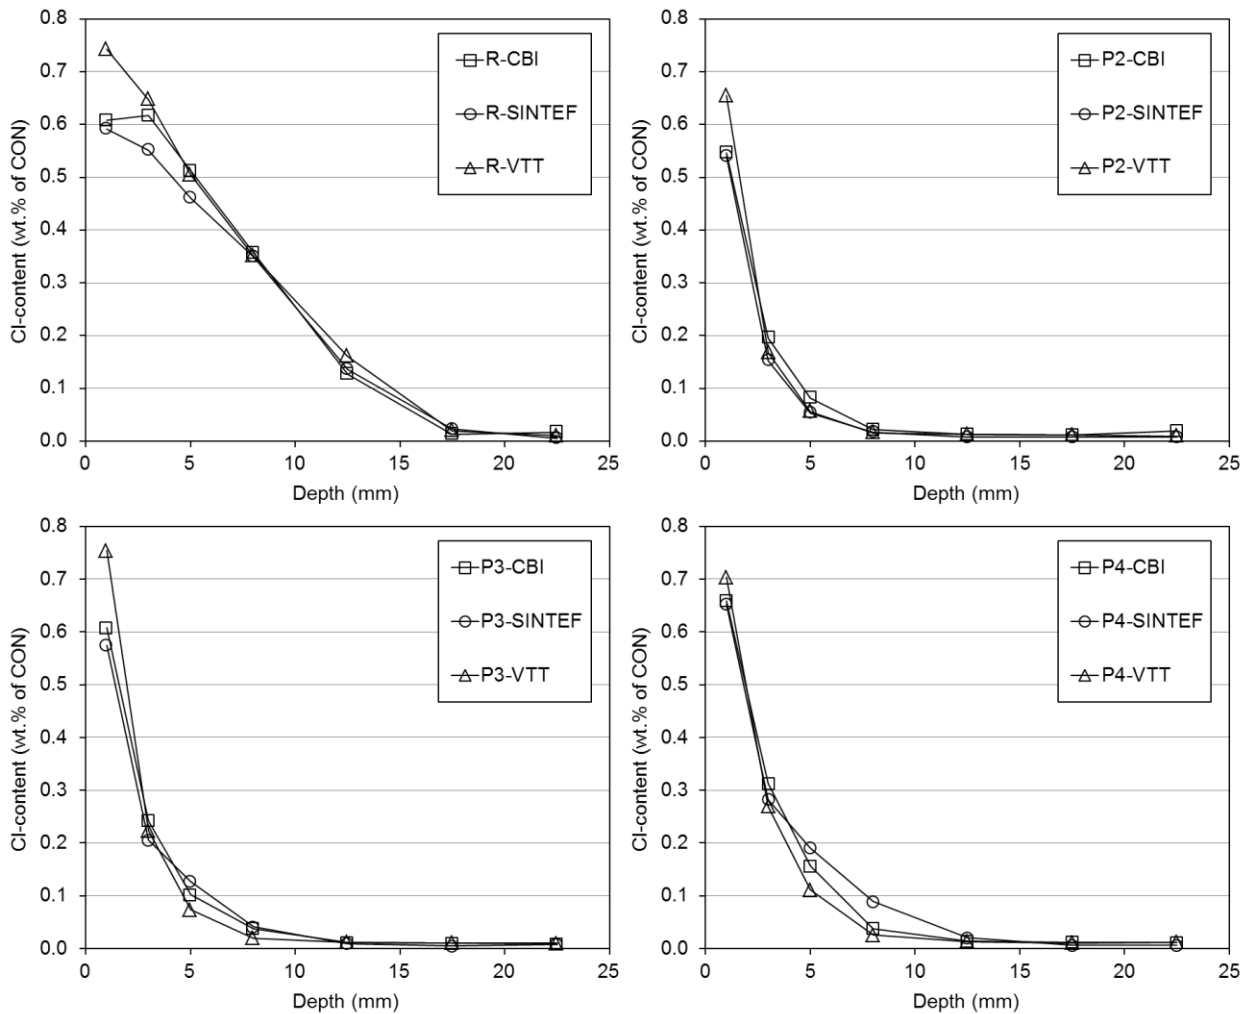 0.8
0.7
0.6
0.5
0.4
0.3
0.2
0.1
0.0
Cl-content (wt.% of CON)
R-CBI
R-SINTEF
R-VTT
0 5 10 15 20 25
Depth (mm)
0.8
0.7
0.6
0.5
0.4
0.3
0.2
0.1
0.0
Cl-content (wt.% of CON)
P2-CBI
P2-SINTEF
P2-VTT
0 5 10 15 20 25
Depth (mm)
0.8
0.7
0.6
0.5
0.4
0.3
0.2
0.1
0.0
Cl-content (wt.% of CON)
P3-CBI
P3-SINTEF
P3-VTT
0 5 10 15 20 25
Depth (mm)
0.8
0.7
0.6
0.5
0.4
0.3
0.2
0.1
0.0
Cl-content (wt.% of CON)
P4-CBI
P4-SINTEF
P4-VTT
0 5 10 15 20 25
Depth (mm)